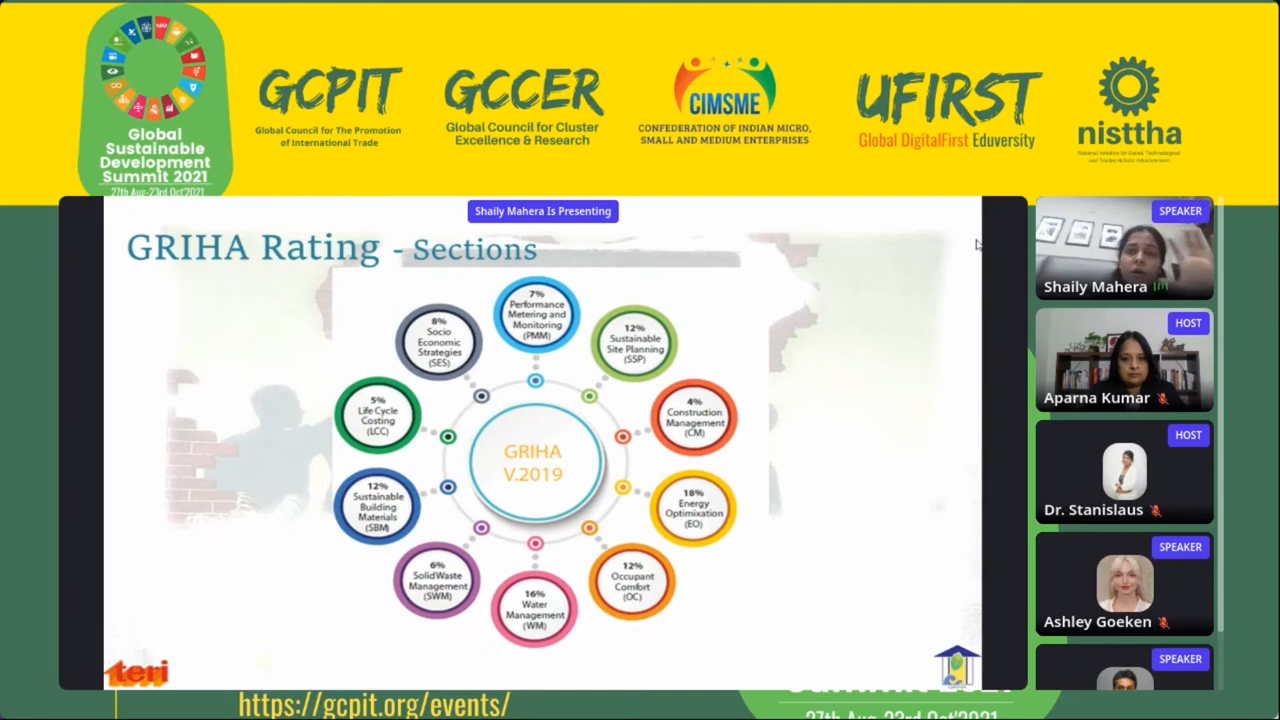 Global
Sustainable
Development
Summit 2021
27th Aug-23rd Oct'2021
GCPIT
Global Council for The Promotion
of International Trade
GCCER
Global Council for Cluster
Excellence & Research
CIMSME
CONFEDERATION OF INDIAN MICRO,
SMALL AND MEDIUM ENTERPRISES
UFIRST
Global DigitalFirst Eduversity
nisttha
Shaily Mahera Is Presenting
GRIHA Rating - Sections
7%
Performance
Metering and
Monitoring
(PMM)
12%
Sustainable
Site Planning
(SSP)
4%
Construction
Management
(CM)
18%
Energy
Optimixation
(EO)
12%
Occupant
Comfort
(OC)
16%
Water
Management
(WM)
6%
Solid Waste
Management
(SWM)
12%
Sustainable
Building
Materials
(SBM)
5%
Life Cycle
Costing
(LCC)
8%
Socio
Economic
Strategies
(SES)
GRIHA
V.2019
teri
SPEAKER
Shaily Mahera
HOST
Aparna Kumar
HOST
Dr. Stanislaus
SPEAKER
Ashley Goeken
SPEAKER
https://gcpit.org/events/
27th Aug-23rd Oct'2021